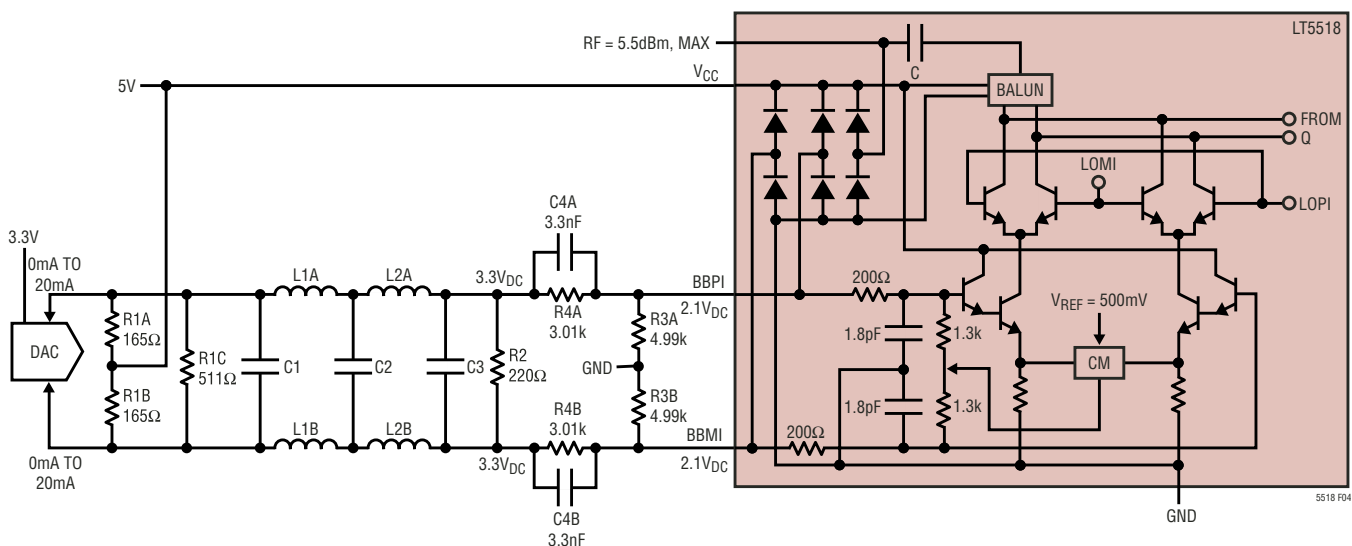 LT5518
RF = 5.5dBm, MAX
C
VCC
5V
BALUN
FROM
Q
LOMI
LOPI
C4A
3.3nF
3.3V
0mA TO
20mA
L1A
L2A
3.3VDC
R4A
3.01k
BBPI
2.1VDC
200Ω
VREF = 500mV
R1A
165Ω
R3A
4.99k
1.8pF
1.3k
DAC
R1C
511Ω
C1
C2
C3
R2
220Ω
GND
CM
R1B
165Ω
R3B
4.99k
1.8pF
1.3k
L1B
L2B
R4B
3.01k
BBMI
200Ω
0mA TO
20mA
3.3VDC
2.1VDC
C4B
3.3nF
GND
5518 F04